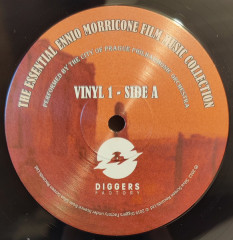 THE ESSENTIAL ENNIO MORRICONE FILM MUSIC COLLECTION
PERFORMED BY THE CITY OF PRAGUE PHILHARMONIC ORCHESTRA
VINYL 1 - SIDE A
DIGGERS
FACTORY